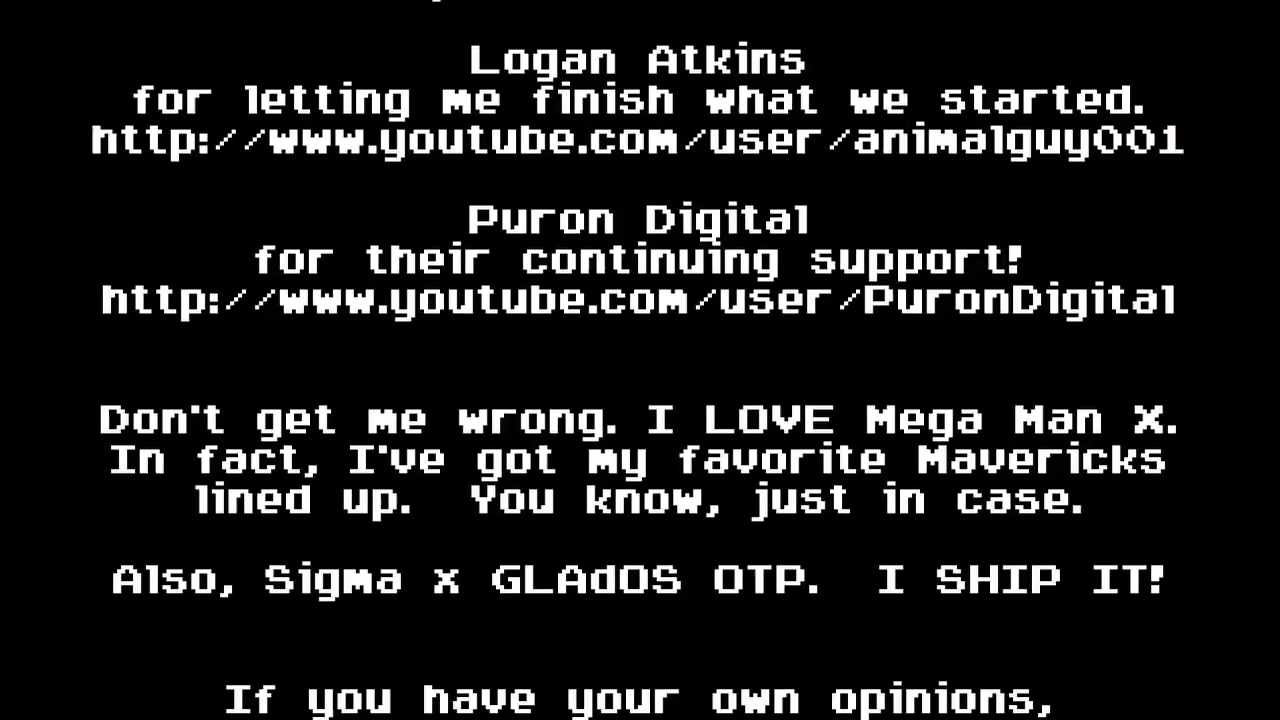 Logan Atkins
for letting me finish what we started.
http://www.youtube.com/user/animalguy001
Puron Digital
for their continuing support!
http://www.youtube.com/user/PuronDigital
Don't get me wrong. I LOVE Mega Man X.
In fact, I've got my favorite Mavericks
lined up. You know, just in case.
Also, Sigma x GLAdOS OTP. I SHIP IT!
If you have your own opinions,